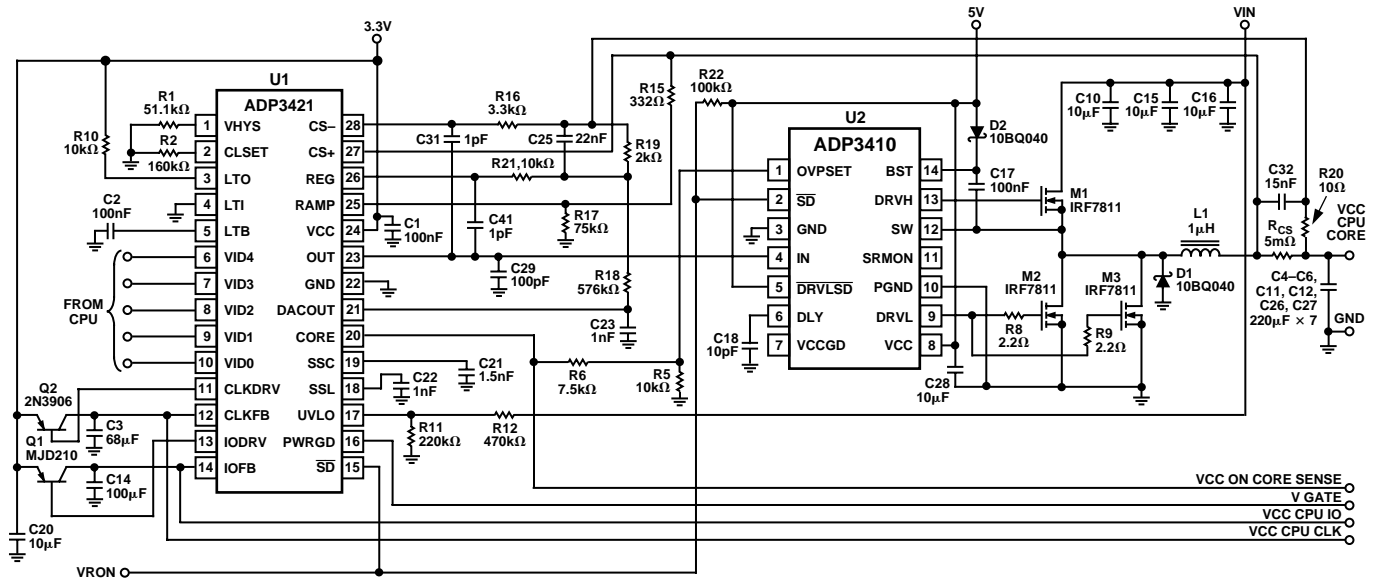 3.3V
5V
VIN
U1
ADP3421
R1
51.1kΩ
R2
160kΩ
R10
10kΩ
C2
100nF
FROM
CPU
1 VHYS
2 CLSET
3 LTO
4 LTI
5 LTB
6 VID4
7 VID3
8 VID2
9 VID1
10 VID0
11 CLKDRV
12 CLKFB
13 IODRV
14 IOFB
CS– 28
CS+ 27
REG 26
RAMP 25
VCC 24
OUT 23
GND 22
DACOUT 21
CORE 20
SSC 19
SSL 18
UVLO 17
PWRGD 16
SD 15
Q2
2N3906
C3
68µF
Q1
MJD210
C14
100µF
C20
10µF
VRON
R16
3.3kΩ
C31
1pF
C25
22nF
R19
2kΩ
R21,10kΩ
C41
1pF
R17
75kΩ
C1
100nF
C29
100pF
R18
576kΩ
C23
1nF
C21
1.5nF
C22
1nF
R6
7.5kΩ
R5
10kΩ
R11
220kΩ
R12
470kΩ
R15
332Ω
R22
100kΩ
U2
ADP3410
1 OVPSET
2 SD
3 GND
4 IN
5 DRVLSD
6 DLY
7 VCCGD
BST 14
DRVH 13
SW 12
SRMON 11
PGND 10
DRVL 9
VCC 8
C18
10pF
C28
10µF
D2
10BQ040
C17
100nF
C10
10µF
C15
10µF
C16
10µF
M1
IRF7811
M2
IRF7811
M3
IRF7811
R8
2.2Ω
R9
2.2Ω
D1
10BQ040
L1
1µH
C32
15nF
R20
10Ω
RCS
5mΩ
VCC
CPU
CORE
C4–C6,
C11, C12,
C26, C27
220µF × 7
GND
VCC ON CORE SENSE
V GATE
VCC CPU IO
VCC CPU CLK